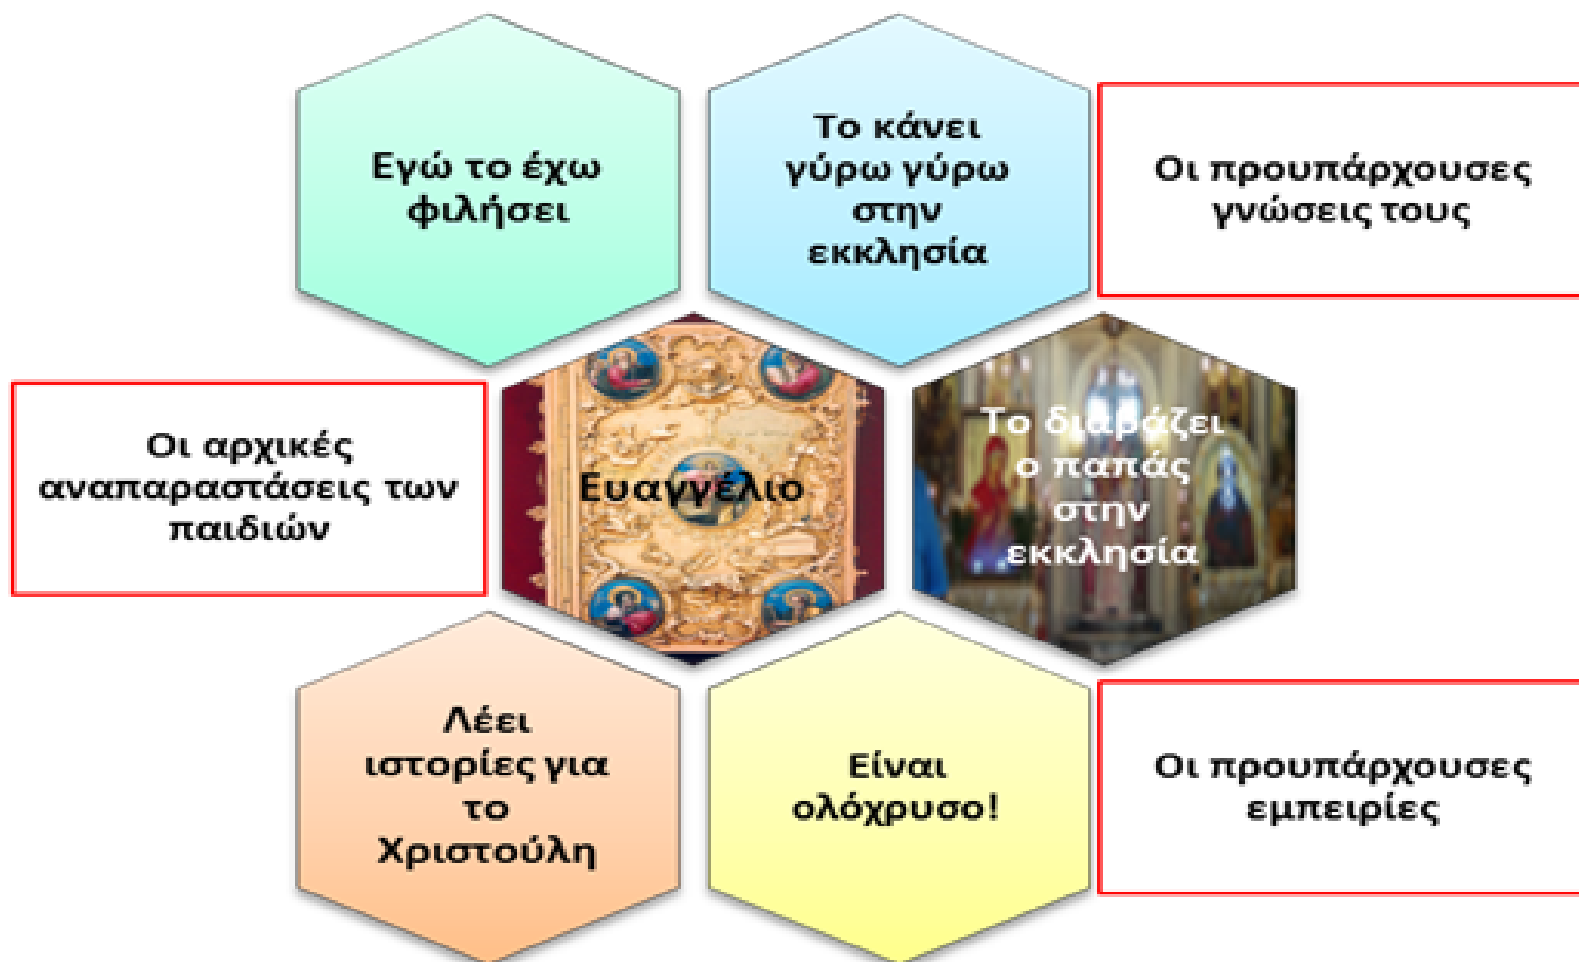 Εγώ το έχω
φιλήσει
Το κάνει
γύρω γύρω
στην
εκκλησία
Οι προυπάρχουσες
γνώσεις τους
Οι αρχικές
αναπαραστάσεις των
παιδιών
Ευαγγέλιο
Το διαβάζει
ο παπάς
στην
εκκλησία
Λέει
ιστορίες για
το
Χριστούλη
Είναι
ολόχρυσο!
Οι προυπάρχουσες
εμπειρίες